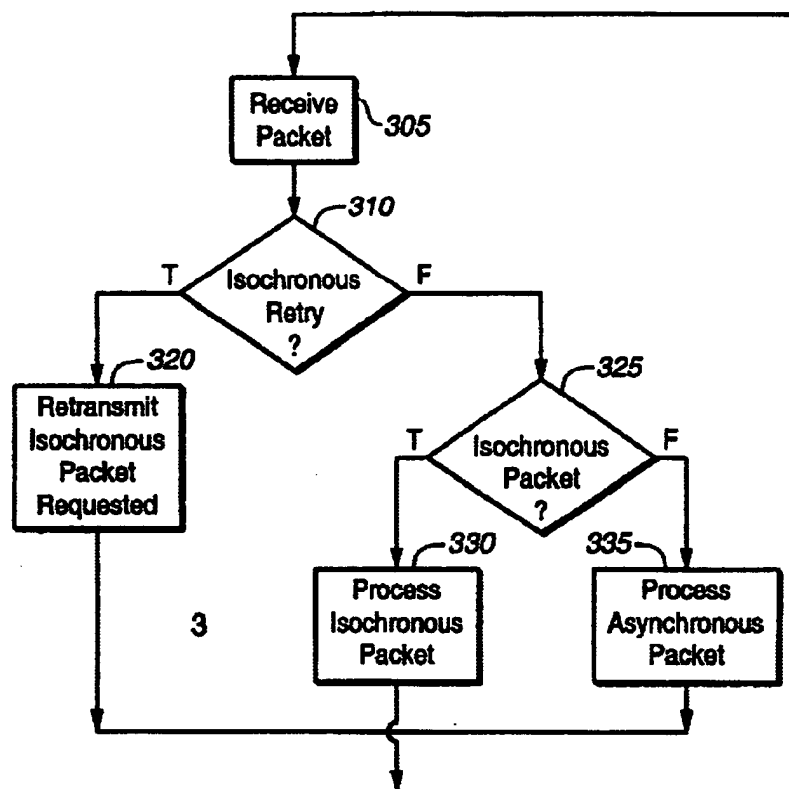 Receive
Packet
305
310
T
Isochronous
Retry
?
F
320
Retransmit
Isochronous
Packet
Requested
325
T
Isochronous
Packet
?
F
330
Process
Isochronous
Packet
335
Process
Asynchronous
Packet
3